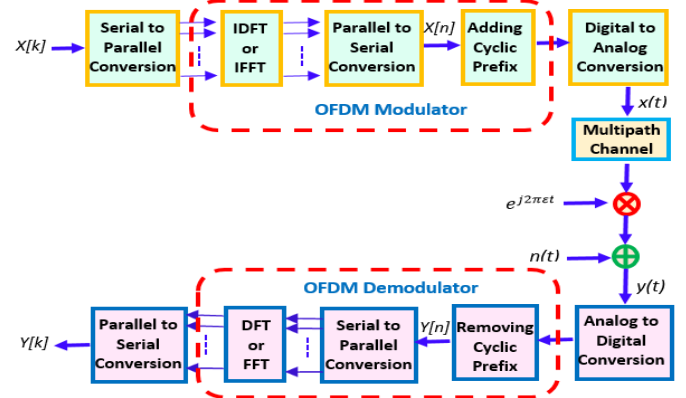 X[k]
Serial to
Parallel
Conversion
IDFT
or
IFFT
Parallel to
Serial
Conversion
X[n]
Adding
Cyclic
Prefix
Digital to
Analog
Conversion
OFDM Modulator
x(t)
Multipath
Channel
e^{j2πεt}
n(t)
y(t)
OFDM Demodulator
Y[k]
Parallel to
Serial
Conversion
DFT
or
FFT
Serial to
Parallel
Conversion
Y[n]
Removing
Cyclic
Prefix
Analog to
Digital
Conversion